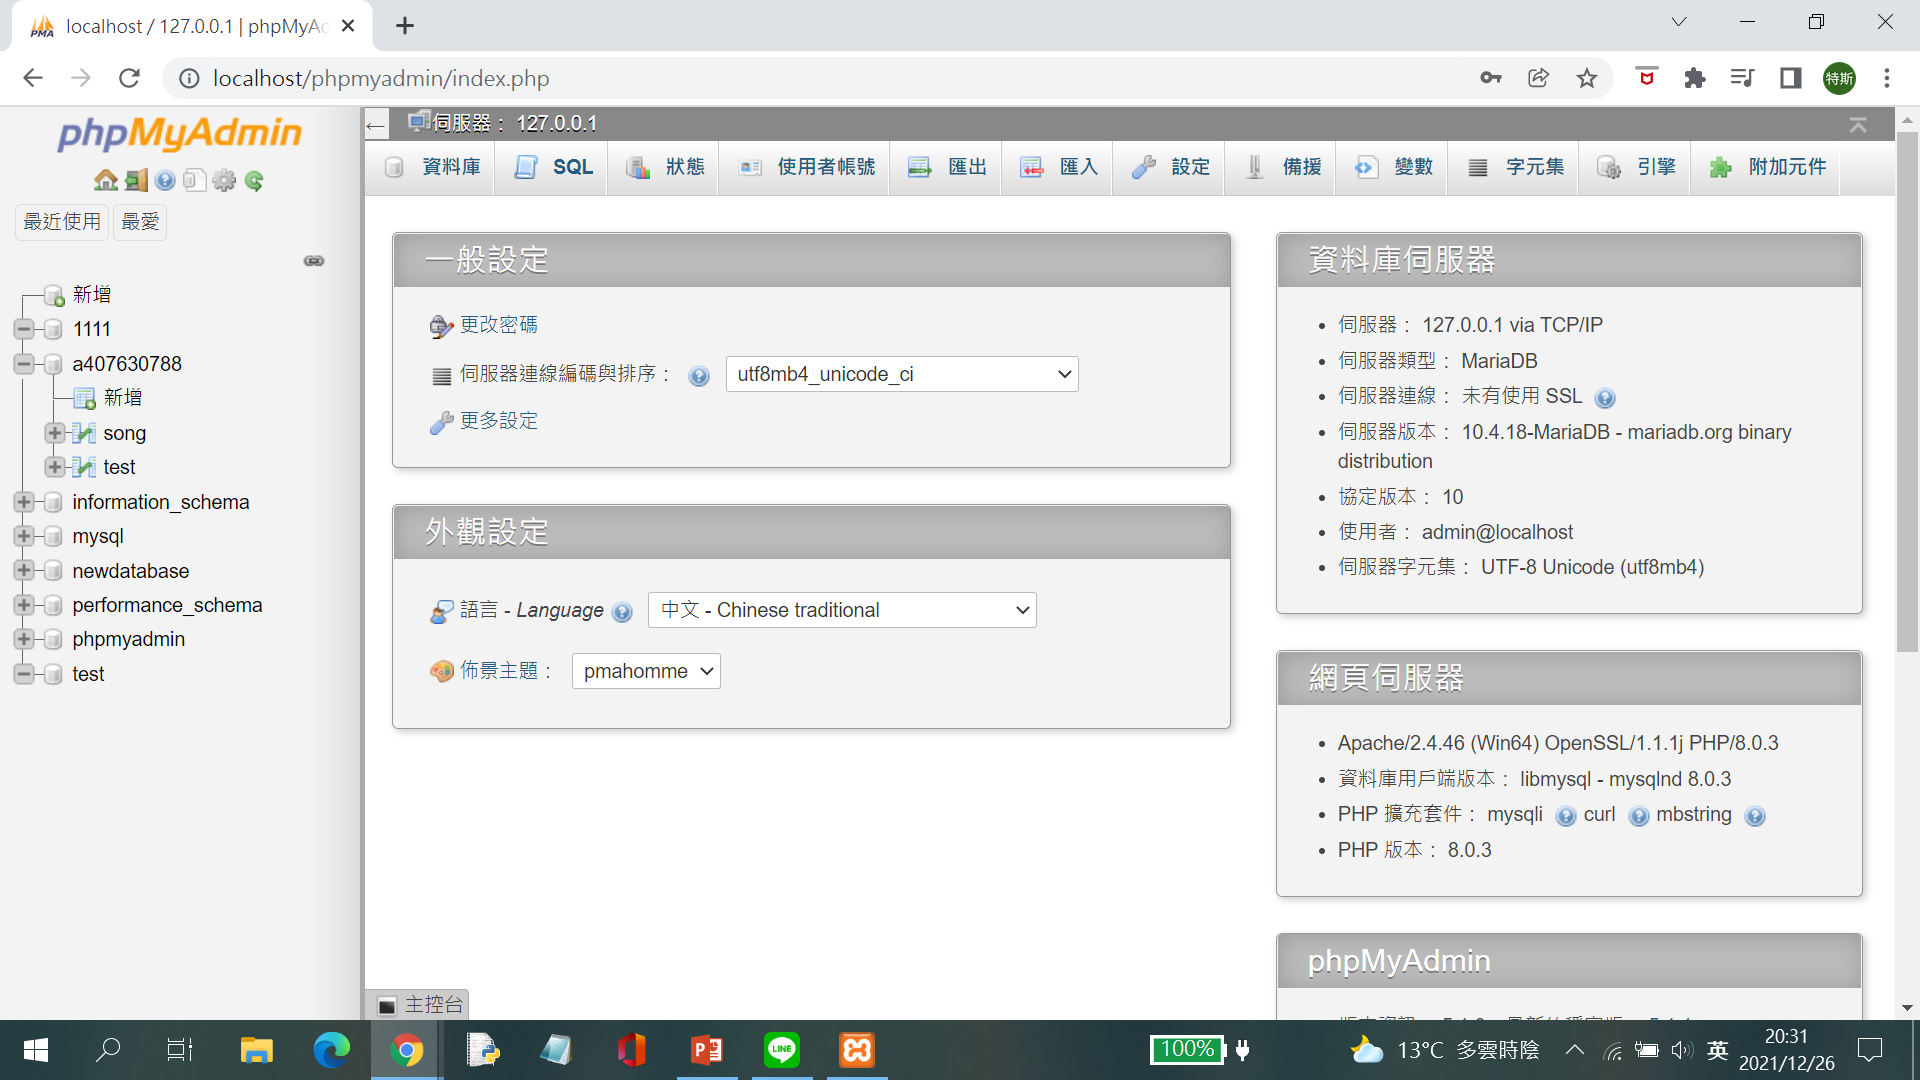 localhost / 127.0.0.1 | phpMyAd
localhost/phpmyadmin/index.php
特斯
phpMyAdmin
最近使用 最愛
新增
1111
a407630788
新增
song
test
information_schema
mysql
newdatabase
performance_schema
phpmyadmin
test
伺服器： 127.0.0.1
資料庫 SQL 狀態 使用者帳號 匯出 匯入 設定 備援 變數 字元集 引擎 附加元件
一般設定
更改密碼
伺服器連線編碼與排序： utf8mb4_unicode_ci
更多設定
外觀設定
語言 - Language 中文 - Chinese traditional
佈景主題： pmahomme
資料庫伺服器
伺服器： 127.0.0.1 via TCP/IP
伺服器類型： MariaDB
伺服器連線： 未有使用 SSL
伺服器版本： 10.4.18-MariaDB - mariadb.org binary
distribution
協定版本： 10
使用者： admin@localhost
伺服器字元集： UTF-8 Unicode (utf8mb4)
網頁伺服器
Apache/2.4.46 (Win64) OpenSSL/1.1.1j PHP/8.0.3
資料庫用戶端版本： libmysql - mysqlnd 8.0.3
PHP 擴充套件： mysqli curl mbstring
PHP 版本： 8.0.3
phpMyAdmin
主控台
100%
13°C 多雲時陰
英
20:31
2021/12/26